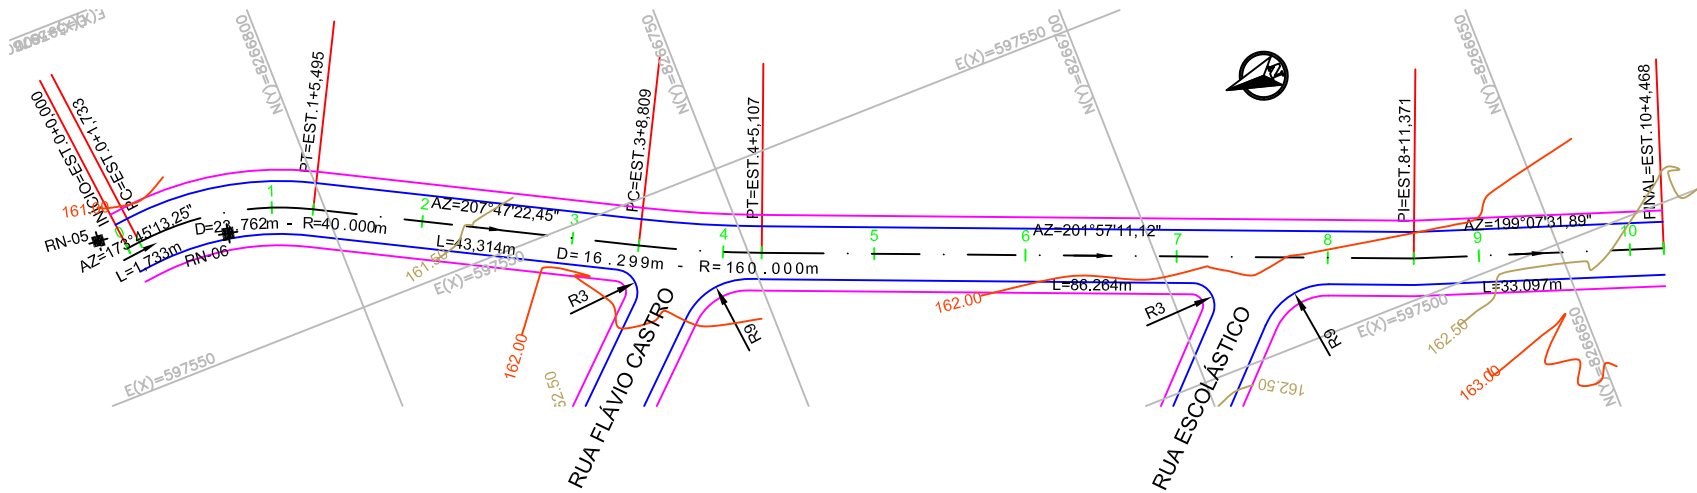 N(Y)=8266800
N(Y)=8266750
N(Y)=8266700
N(Y)=8266650
E(X)=597550
N
INÍCIO=EST.0+0,000
PC=EST.0+1,733
PT=EST.1+5,495
PC=EST.3+8,809
PT=EST.4+5,107
PI=EST.8+11,371
FINAL=EST.10+4,468
0
1
2
3
4
5
6
7
8
9
10
RN-05
AZ=173°45'13,25"
L=1,733m
RN-06
R=40.000m
AZ=207°47'22,45"
L=43,314m
D=16.299m - R=160.000m
AZ=201°57'11,12"
L=86,264m
AZ=199°07'31,89"
L=33,097m
161.50
E(X)=597550
162.00
R3
R9
162.00
R3
R9
E(X)=597500
162.50
N(Y)=8266650
163.00
E(X)=597550
162.00
162.50
RUA FLÁVIO CASTRO
RUA ESCOLÁSTICO